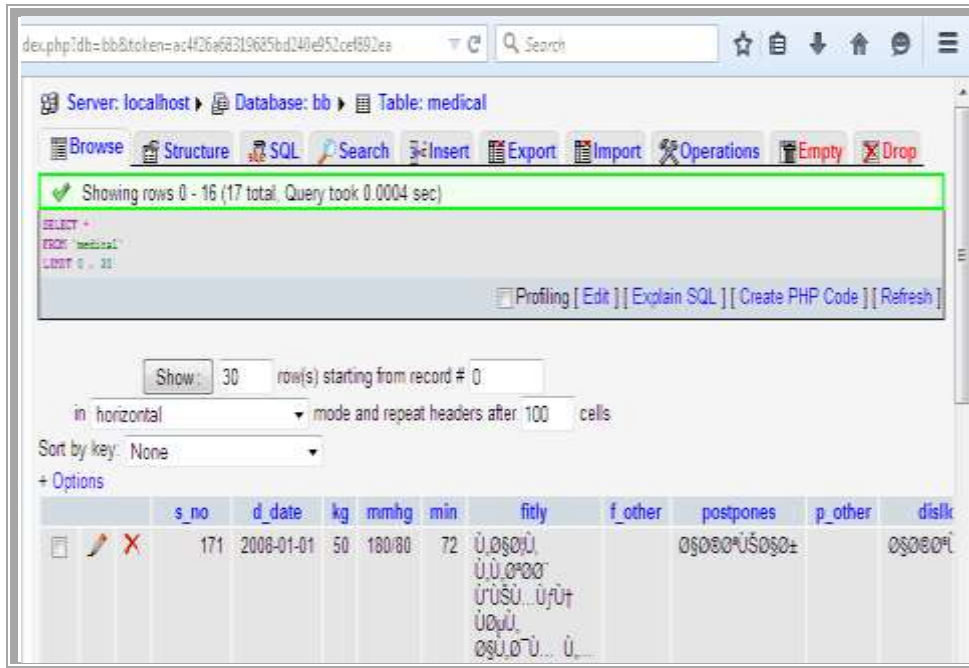 dex.php?db=bb&token=ac4f26a68319685bd240e952cef892ea Search
Server: localhost Database: bb Table: medical
Browse Structure SQL Search Insert Export Import Operations Empty Drop
Showing rows 0 - 16 (17 total, Query took 0.0004 sec)
SELECT *
FROM `medical`
LIMIT 0 , 30
Profiling [ Edit ] [ Explain SQL ] [ Create PHP Code ] [ Refresh ]
Show : 30 row(s) starting from record # 0
in horizontal mode and repeat headers after 100 cells
Sort by key: None
+ Options
s_no d_date kg mmhg min fitly f_other postpones p_other
171 2008-01-01 50 180/80 72